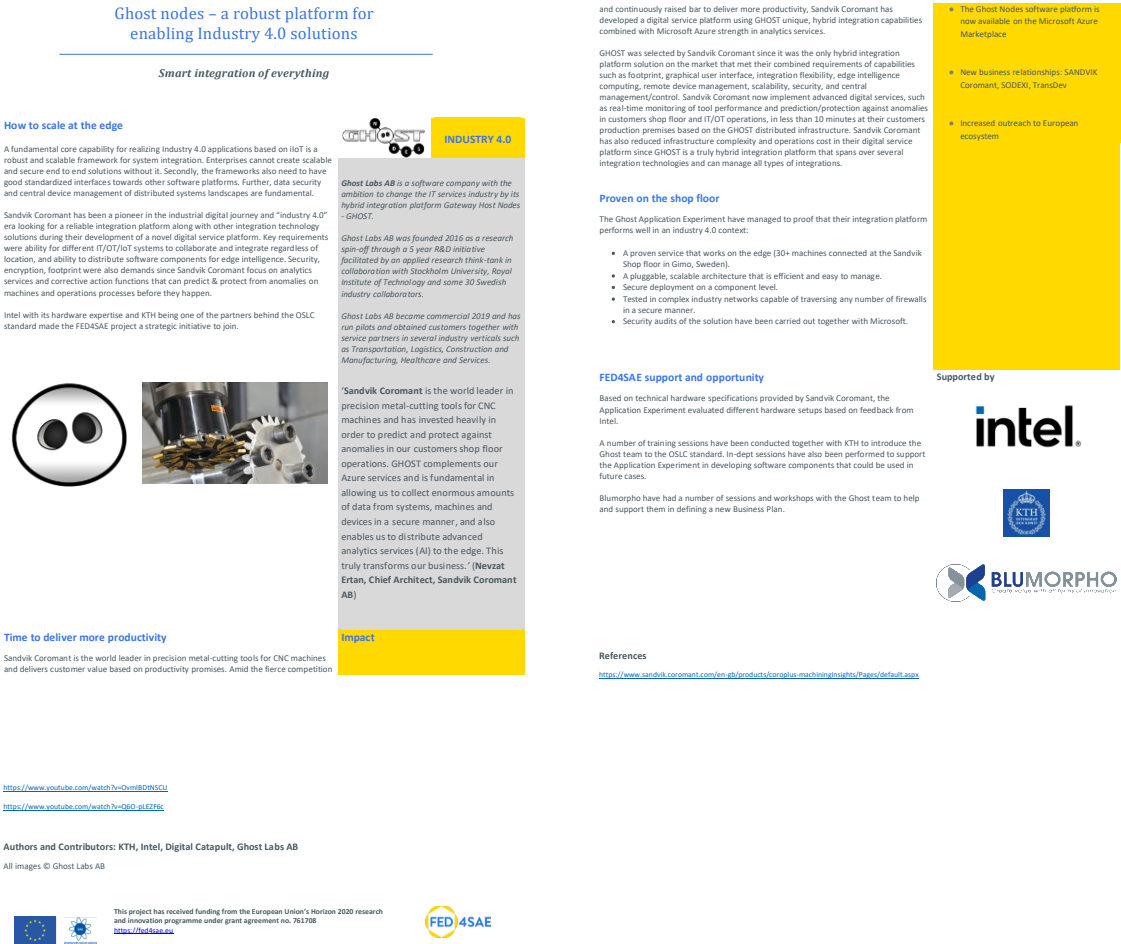 Ghost nodes – a robust platform for
enabling Industry 4.0 solutions
Smart integration of everything
How to scale at the edge
A fundamental core capability for realizing Industry 4.0 applications based on iIoT is a
robust and scalable framework for system integration. Enterprises cannot create scalable
and secure end to end solutions without it. Secondly, the frameworks also need to have
good standardized interfaces towards other software platforms. Further, data security
and central device management of distributed systems landscapes are fundamental.
Sandvik Coromant has been a pioneer in the industrial digital journey and “industry 4.0”
era looking for a reliable integration platform along with other integration technology
solutions during their development of a novel digital service platform. Key requirements
were ability for different IT/OT/IoT systems to collaborate and integrate regardless of
location, and ability to distribute software components for edge intelligence. Security,
encryption, footprint were also demands since Sandvik Coromant focus on analytics
services and corrective action functions that can predict & protect from anomalies on
machines and operations processes before they happen.
Intel with its hardware expertise and KTH being one of the partners behind the OSLC
standard made the FED4SAE project a strategic initiative to join.
GHOST
NODES
INDUSTRY 4.0
Ghost Labs AB is a software company with the
ambition to change the IT services industry by its
hybrid integration platform Gateway Host Nodes
- GHOST.
Ghost Labs AB was founded 2016 as a research
spin-off through a 5 year R&D initiative
facilitated by an applied research think-tank in
collaboration with Stockholm University, Royal
Institute of Technology and some 30 Swedish
industry collaborators.
Ghost Labs AB became commercial 2019 and has
run pilots and obtained customers together with
service partners in several industry verticals such
as Transportation, Logistics, Construction and
Manufacturing, Healthcare and Services.
‘Sandvik Coromant is the world leader in
precision metal-cutting tools for CNC
machines and has invested heavily in
order to predict and protect against
anomalies in our customers shop floor
operations. GHOST complements our
Azure services and is fundamental in
allowing us to collect enormous amounts
of data from systems, machines and
devices in a secure manner, and also
enables us to distribute advanced
analytics services (AI) to the edge. This
truly transforms our business.’ (Nevzat
Ertan, Chief Architect, Sandvik Coromant
AB)
Time to deliver more productivity
Sandvik Coromant is the world leader in precision metal-cutting tools for CNC machines
and delivers customer value based on productivity promises. Amid the fierce competition
Impact
and continuously raised bar to deliver more productivity, Sandvik Coromant has
developed a digital service platform using GHOST unique, hybrid integration capabilities
combined with Microsoft Azure strength in analytics services.
GHOST was selected by Sandvik Coromant since it was the only hybrid integration
platform solution on the market that met their combined requirements of capabilities
such as footprint, graphical user interface, integration flexibility, edge intelligence
computing, remote device management, scalability, security, and central
management/control. Sandvik Coromant now implement advanced digital services, such
as real-time monitoring of tool performance and prediction/protection against anomalies
in customers shop floor and IT/OT operations, in less than 10 minutes at their customers
production premises based on the GHOST distributed infrastructure. Sandvik Coromant
has also reduced infrastructure complexity and operations cost in their digital service
platform since GHOST is a truly hybrid integration platform that spans over several
integration technologies and can manage all types of integrations.
Proven on the shop floor
The Ghost Application Experiment have managed to proof that their integration platform
performs well in an industry 4.0 context:
• A proven service that works on the edge (30+ machines connected at the Sandvik
Shop floor in Gimo, Sweden).
• A pluggable, scalable architecture that is efficient and easy to manage.
• Secure deployment on a component level.
• Tested in complex industry networks capable of traversing any number of firewalls
in a secure manner.
• Security audits of the solution have been carried out together with Microsoft.
• The Ghost Nodes software platform is
now available on the Microsoft Azure
Marketplace
• New business relationships: SANDVIK
Coromant, SODEXI, TransDev
• Increased outreach to European
ecosystem
FED4SAE support and opportunity
Based on technical hardware specifications provided by Sandvik Coromant, the
Application Experiment evaluated different hardware setups based on feedback from
Intel.
A number of training sessions have been conducted together with KTH to introduce the
Ghost team to the OSLC standard. In-dept sessions have also been performed to support
the Application Experiment in developing software components that could be used in
future cases.
Blumorpho have had a number of sessions and workshops with the Ghost team to help
and support them in defining a new Business Plan.
Supported by
intel.
KTH
BLUMORPHO
References
https://www.sandvik.coromant.com/en-gb/products/coroplus-machininginsights/Pages/default.aspx
https://www.youtube.com/watch?v=OvmlBDtNSCU
https://www.youtube.com/watch?v=Q6O-pLEZF6c
Authors and Contributors: KTH, Intel, Digital Catapult, Ghost Labs AB
All images © Ghost Labs AB
This project has received funding from the European Union’s Horizon 2020 research
and innovation programme under grant agreement no. 761708
https://fed4sae.eu
FED4SAE